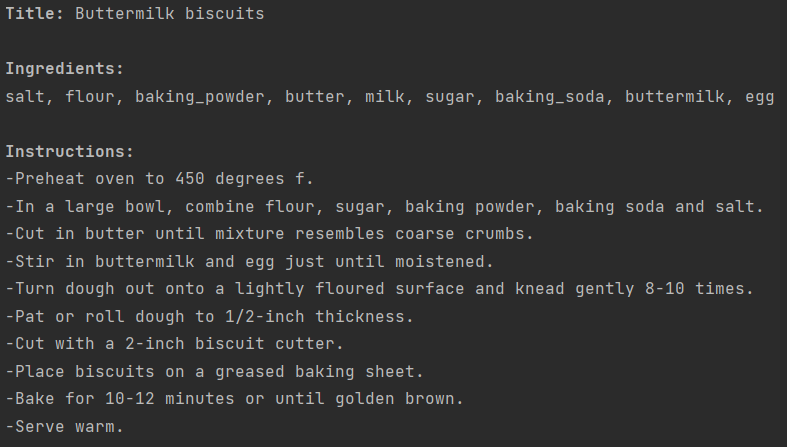 Title: Buttermilk biscuits
Ingredients:
salt, flour, baking_powder, butter, milk, sugar, baking_soda, buttermilk, egg
Instructions:
-Preheat oven to 450 degrees f.
-In a large bowl, combine flour, sugar, baking powder, baking soda and salt.
-Cut in butter until mixture resembles coarse crumbs.
-Stir in buttermilk and egg just until moistened.
-Turn dough out onto a lightly floured surface and knead gently 8-10 times.
-Pat or roll dough to 1/2-inch thickness.
-Cut with a 2-inch biscuit cutter.
-Place biscuits on a greased baking sheet.
-Bake for 10-12 minutes or until golden brown.
-Serve warm.